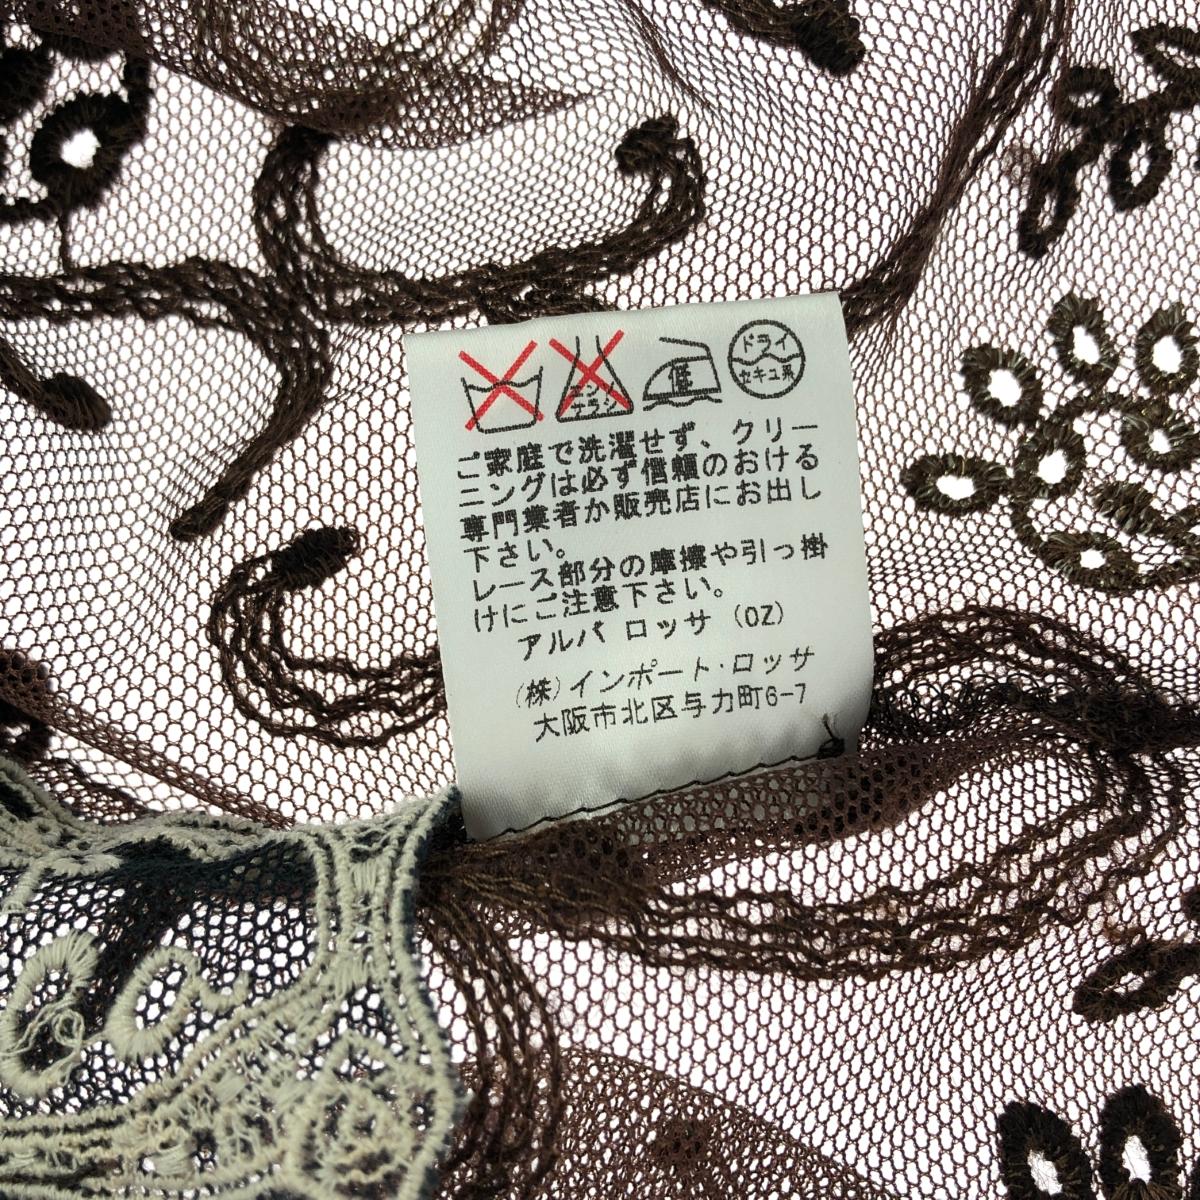 エンソ
サラシ
低
ドライ
セキユ系
ご家庭で洗濯せず、クリー
ニングは必ず信頼のおける
専門業者か販売店にお出し
下さい。
レース部分の摩擦や引っ掛
けにご注意下さい。
アルバ ロッサ (OZ)
(株)インポート・ロッサ
大阪市北区与力町6-7